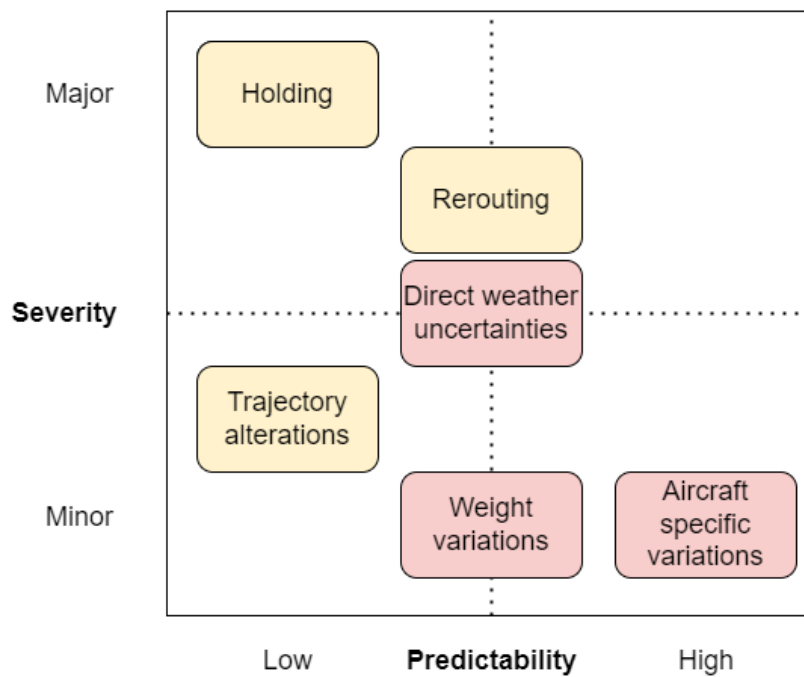 Major
Holding
Rerouting
Severity
Direct weather
uncertainties
Trajectory
alterations
Minor
Weight
variations
Aircraft
specific
variations
Low
Predictability
High